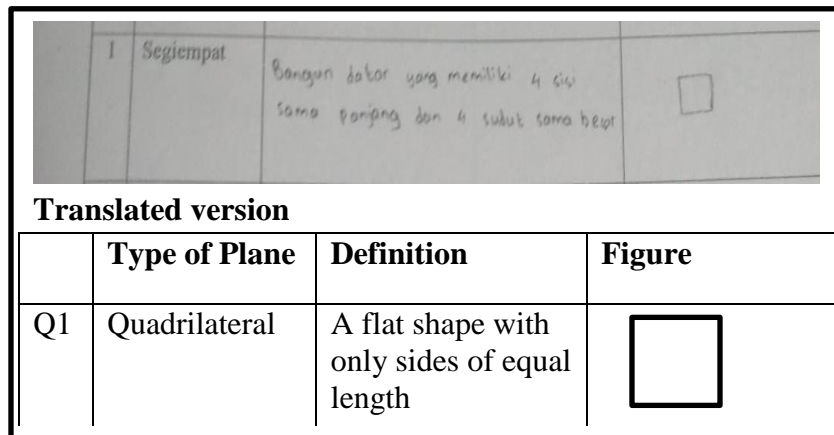 1 Segiempat
Bangun datar yang memiliki 4 sisi
sama panjang dan 4 sudut sama besar
Translated version
Type of Plane Definition Figure
Q1 Quadrilateral A flat shape with
only sides of equal
length